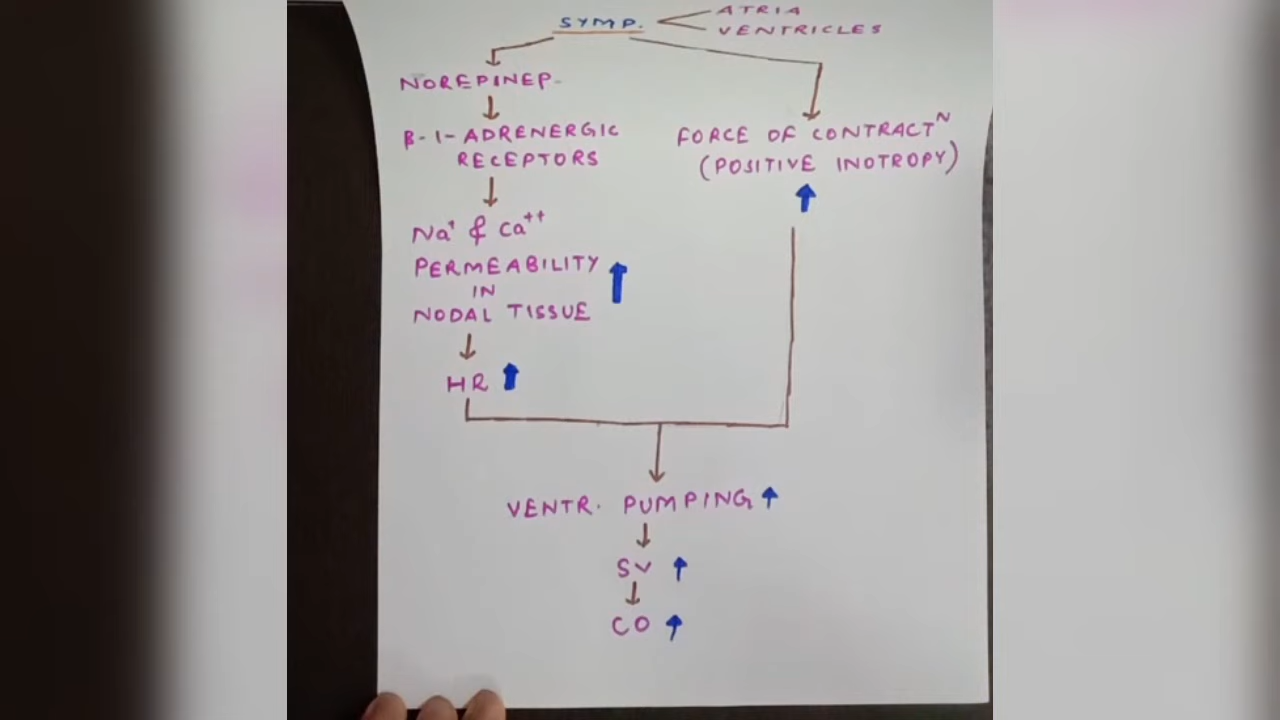 SYMP.
ATRIA
VENTRICLES
NOREPINEP-
B-1-ADRENERGIC
RECEPTORS
Na⁺ & Ca⁺⁺
PERMEABILITY
IN
NODAL TISSUE
HR
FORCE OF CONTRACTᴺ
(POSITIVE INOTROPY)
VENTR. PUMPING
SV
CO